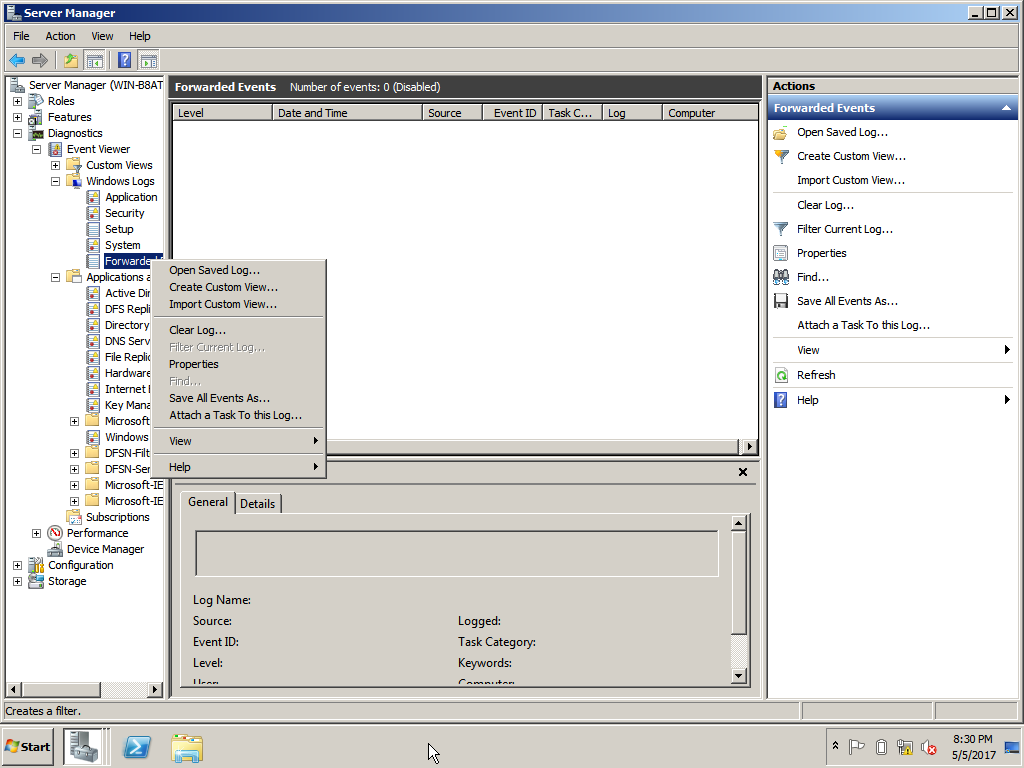 Server Manager
File Action View Help
Server Manager (WIN-B8AT
Roles
Features
Diagnostics
Event Viewer
Custom Views
Windows Logs
Application
Security
Setup
System
Forwarded
Applications a
Active Dir
DFS Repli
Directory
DNS Serv
File Replic
Hardware
Internet
Key Mana
Microsoft
Windows
DFSN-Filt
DFSN-Ser
Microsoft-IE
Microsoft-IE
Subscriptions
Performance
Device Manager
Configuration
Storage
Forwarded Events Number of events: 0 (Disabled)
Level Date and Time Source Event ID Task C... Log Computer
Open Saved Log...
Create Custom View...
Import Custom View...
Clear Log...
Filter Current Log...
Properties
Find...
Save All Events As...
Attach a Task To this Log...
View
Help
General Details
Log Name:
Source: Logged:
Event ID: Task Category:
Level: Keywords:
User: Computer:
Actions
Forwarded Events
Open Saved Log...
Create Custom View...
Import Custom View...
Clear Log...
Filter Current Log...
Properties
Find...
Save All Events As...
Attach a Task To this Log...
View
Refresh
Help
Creates a filter.
Start
8:30 PM
5/5/2017